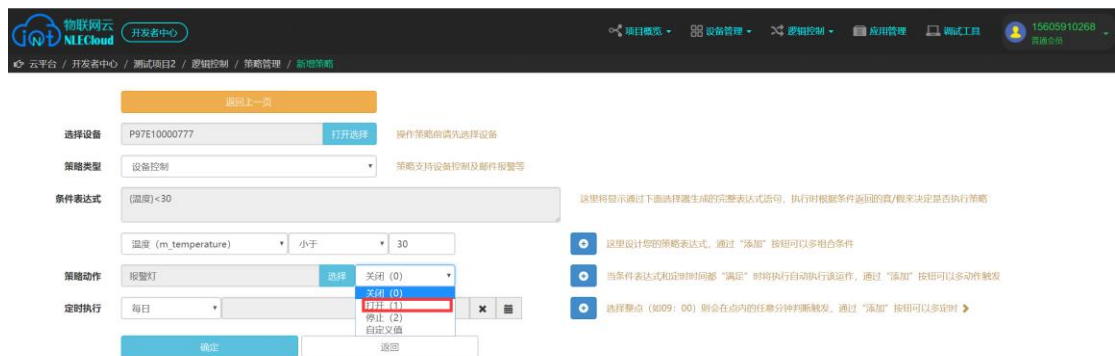 物联网云 NLECloud 开发者中心 项目概览 设备管理 逻辑控制 应用管理 调试工具 15605910268 普通会员
云平台 / 开发者中心 / 测试项目2 / 逻辑控制 / 策略管理 / 新增策略
返回上一页
选择设备 P97E10000777 打开选择 操作策略前请先选择设备
策略类型 设备控制 策略支持设备控制及邮件报警等
条件表达式 (温度)<30 这里将显示通过下面选择器生成的完整表达式语句，执行时根据条件返回的真/假来决定是否执行策略
温度 (m_temperature) 小于 30 这里设计您的策略表达式，通过“添加”按钮可以多组合条件
策略动作 报警灯 选择 关闭 (0) 当条件表达式和定时时间都“满足”时将执行自动执行该运作，通过“添加”按钮可以多动作触发
关闭 (0)
定时执行 每日 打开 (1) 选择整点（如09：00）则会在点内的任意分钟判断触发，通过“添加”按钮可以多定时
停止 (2)
自定义值
确定 返回